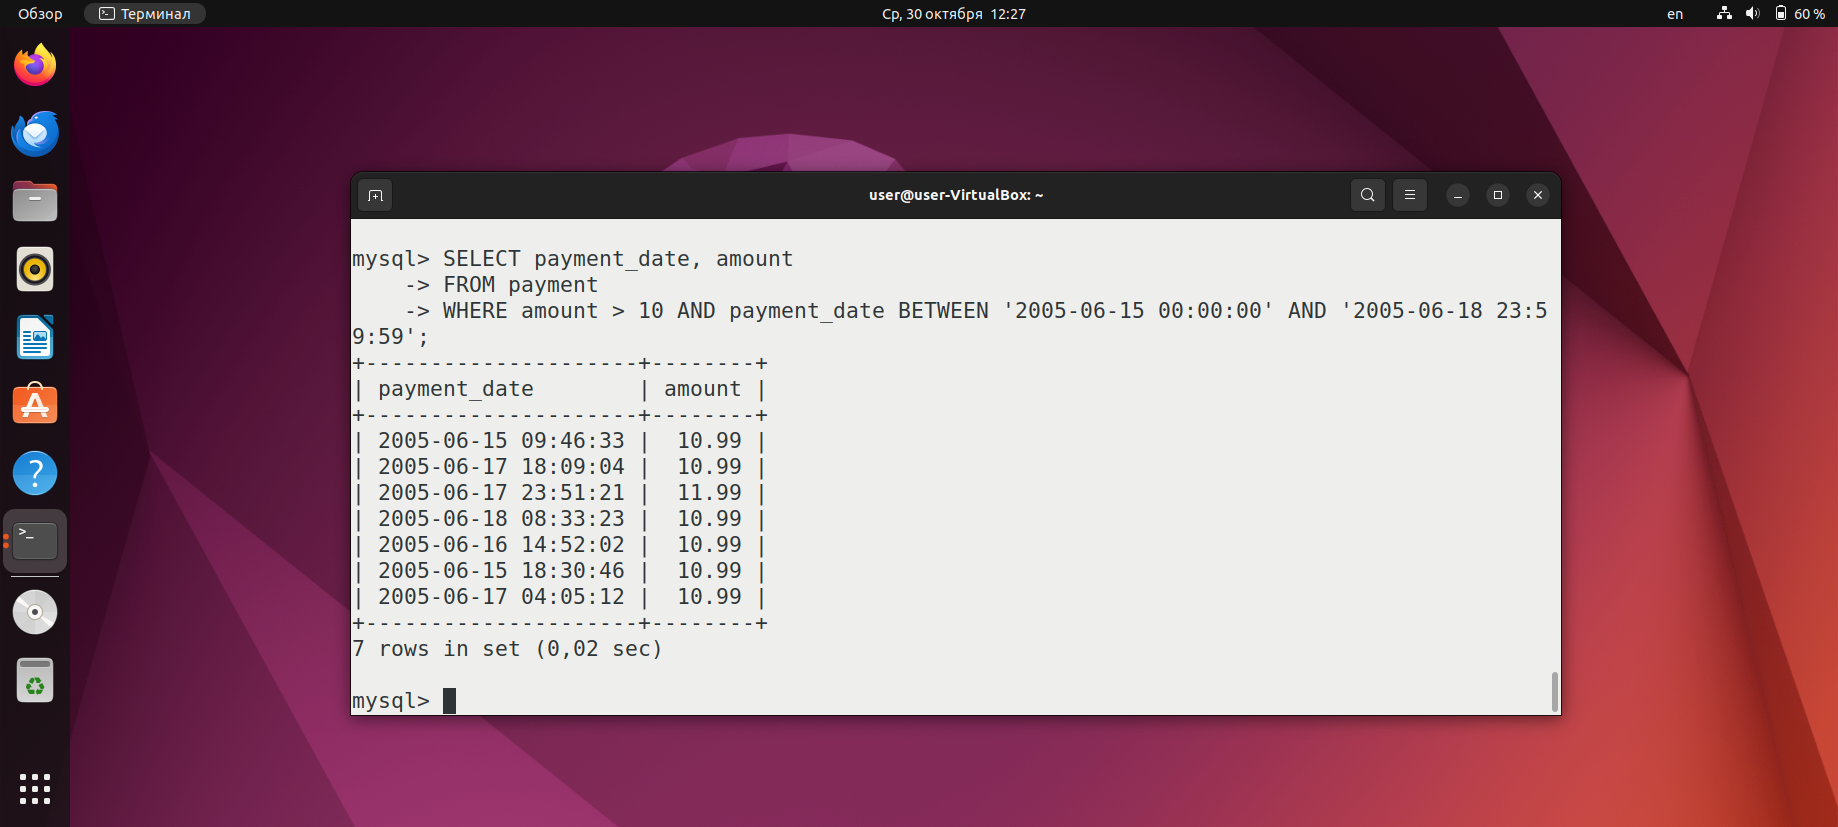 Обзор
Терминал
Ср, 30 октября 12:27
en
60 %
user@user-VirtualBox: ~
mysql> SELECT payment_date, amount
    -> FROM payment
    -> WHERE amount > 10 AND payment_date BETWEEN '2005-06-15 00:00:00' AND '2005-06-18 23:5
9:59';
+---------------------+--------+
| payment_date        | amount |
+---------------------+--------+
| 2005-06-15 09:46:33 |  10.99 |
| 2005-06-17 18:09:04 |  10.99 |
| 2005-06-17 23:51:21 |  11.99 |
| 2005-06-18 08:33:23 |  10.99 |
| 2005-06-16 14:52:02 |  10.99 |
| 2005-06-15 18:30:46 |  10.99 |
| 2005-06-17 04:05:12 |  10.99 |
+---------------------+--------+
7 rows in set (0,02 sec)
mysql>